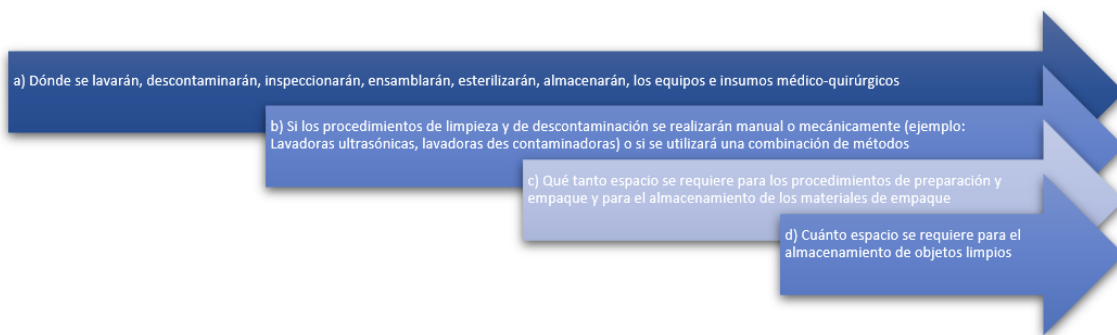 a) Dónde se lavarán, descontaminarán, inspeccionarán, ensamblarán, esterilizarán, almacenarán, los equipos e insumos médico-quirúrgicos
b) Si los procedimientos de limpieza y de descontaminación se realizarán manual o mecánicamente (ejemplo:
Lavadoras ultrasónicas, lavadoras des contaminadoras) o si se utilizará una combinación de métodos
c) Qué tanto espacio se requiere para los procedimientos de preparación y
empaque y para el almacenamiento de los materiales de empaque
d) Cuánto espacio se requiere para el
almacenamiento de objetos limpios